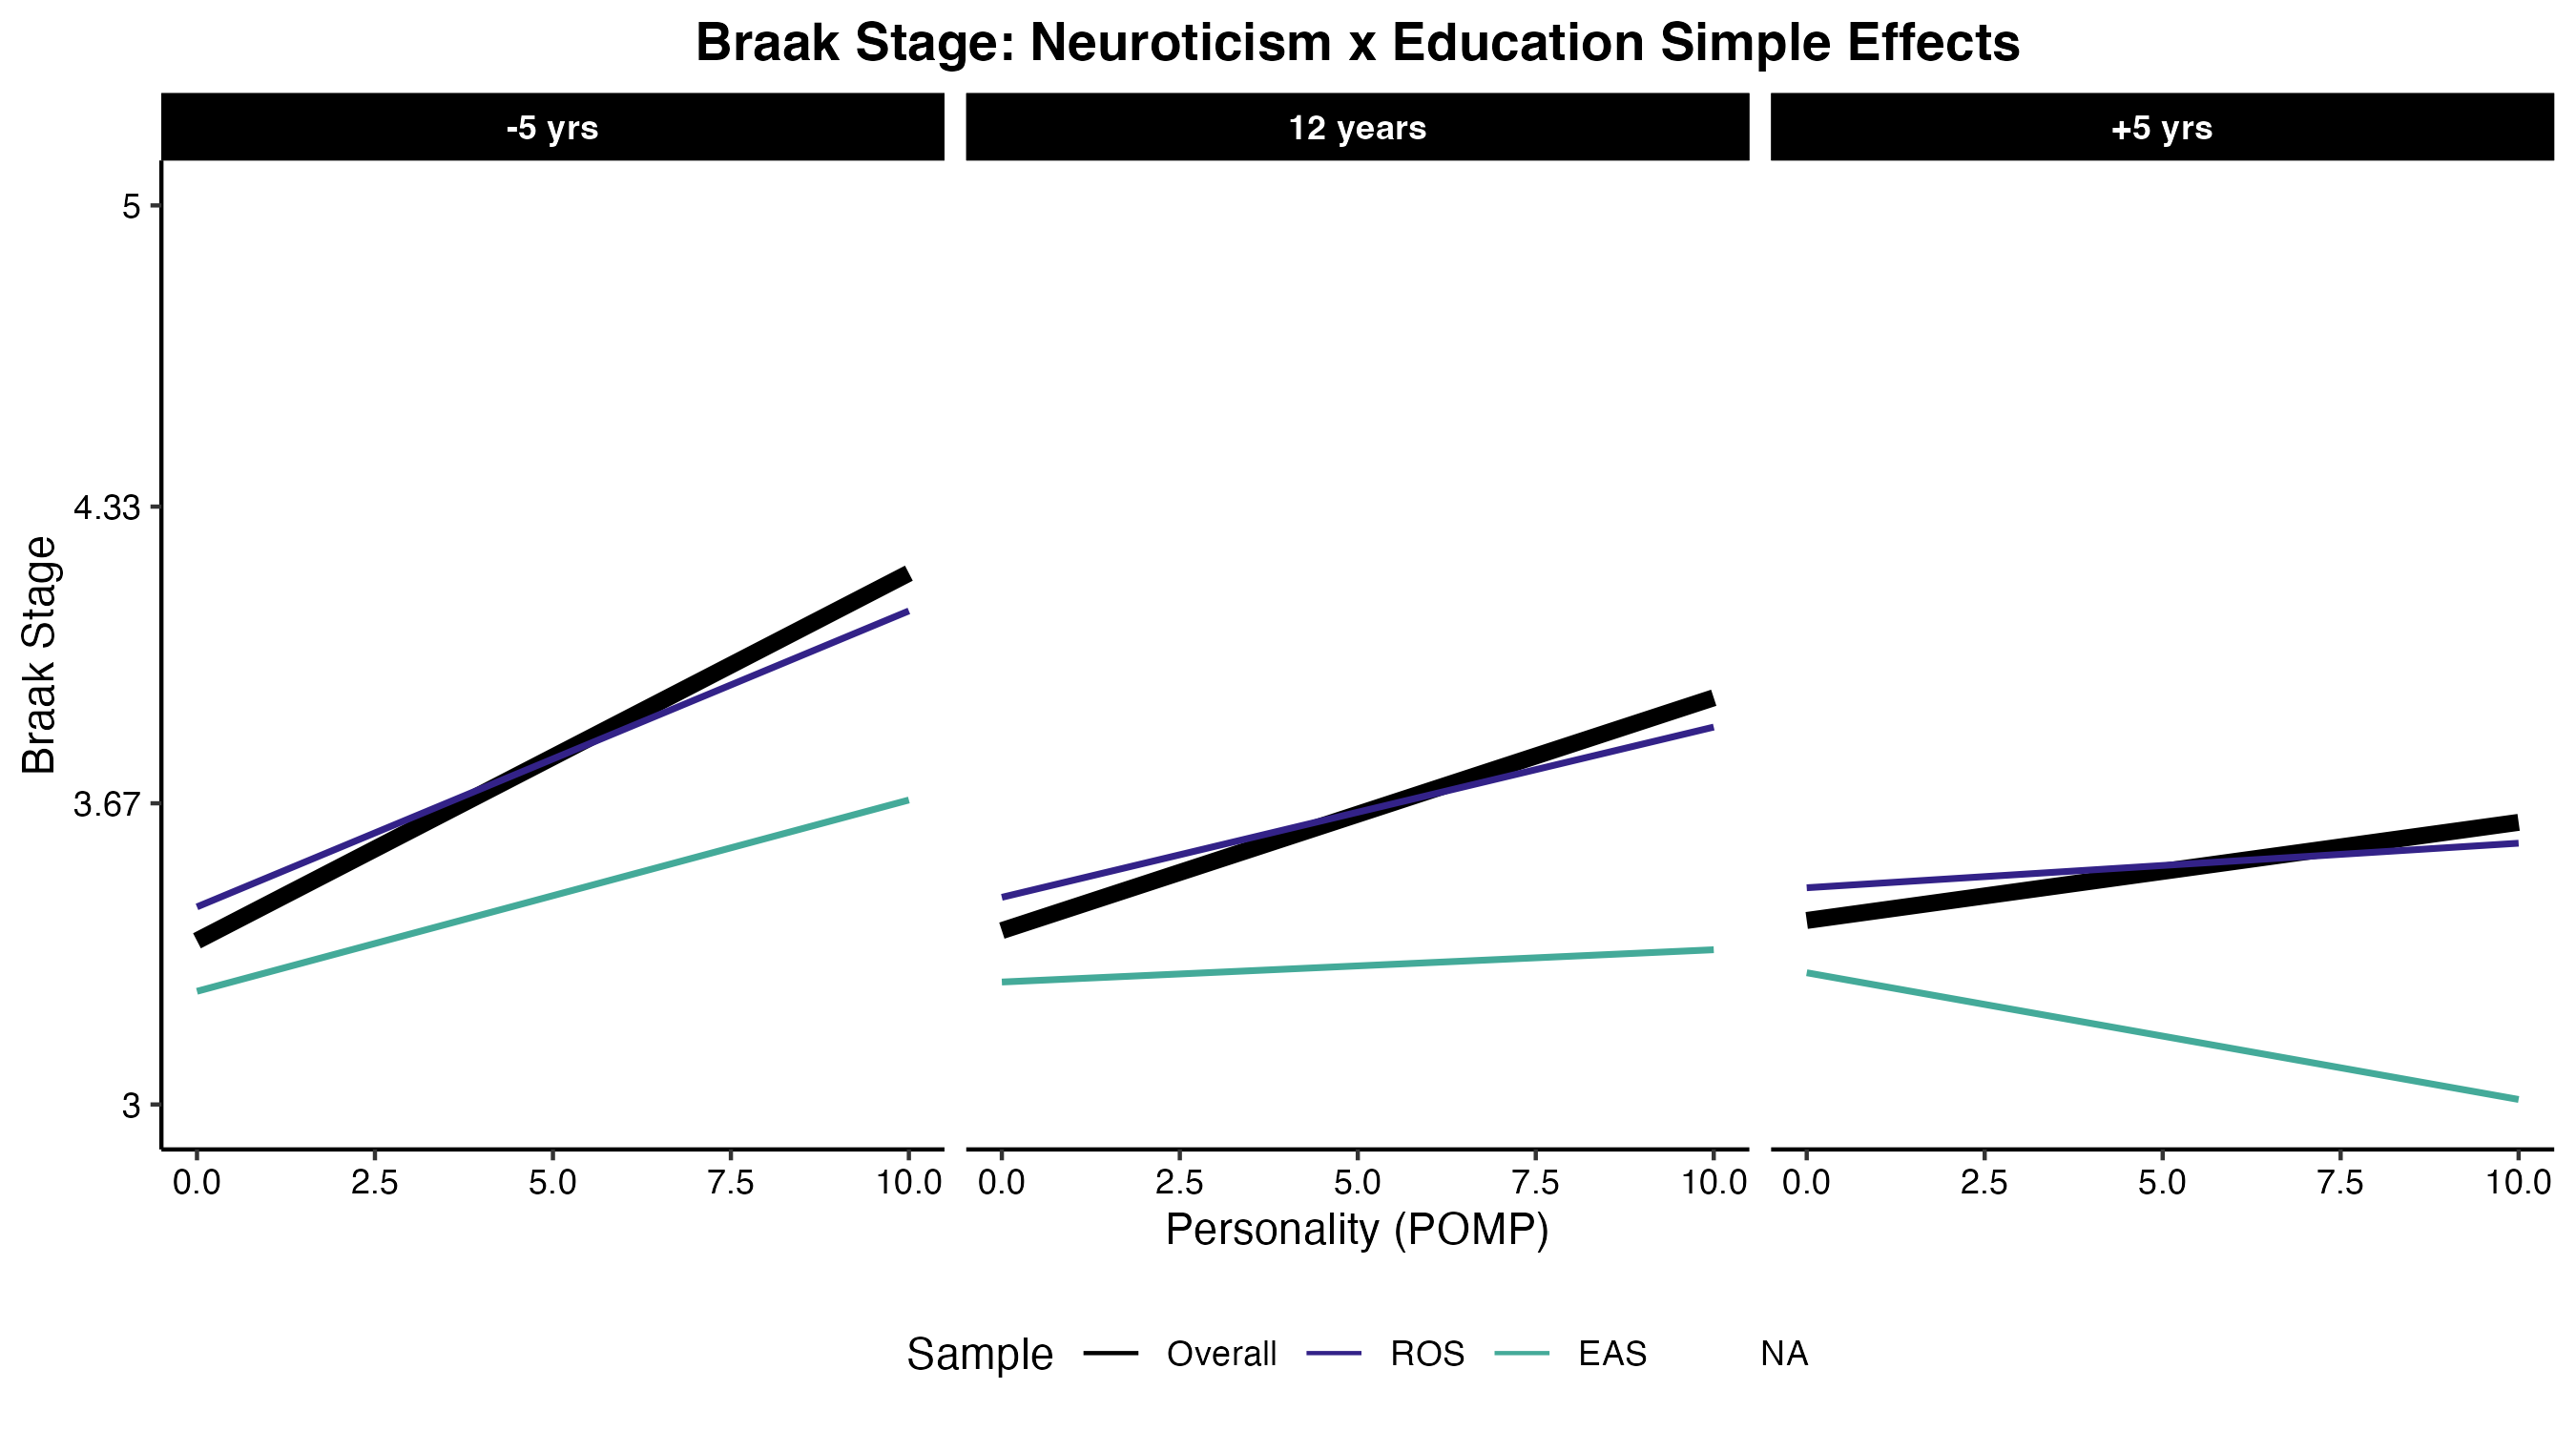 Braak Stage: Neuroticism x Education Simple Effects
-5 yrs
12 years
+5 yrs
Braak Stage
5
4.33
3.67
3
0.0 2.5 5.0 7.5 10.0 0.0 2.5 5.0 7.5 10.0 0.0 2.5 5.0 7.5 10.0
Personality (POMP)
Sample Overall ROS EAS NA